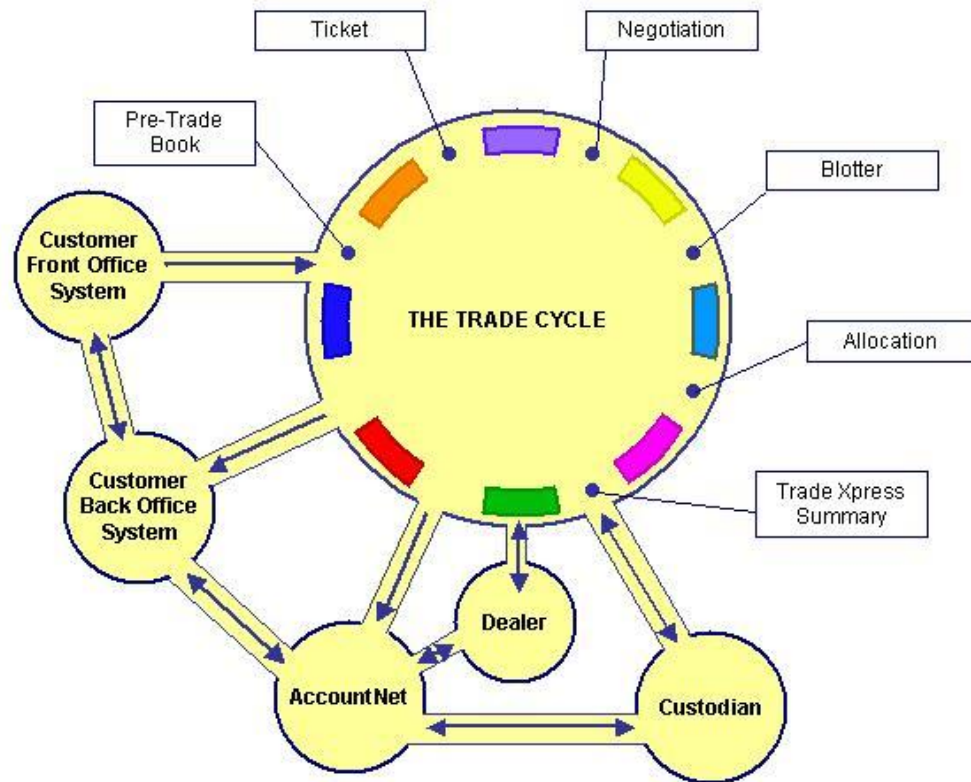 Ticket
Negotiation
Pre-Trade
Book
Blotter
Customer
Front Office
System
THE TRADE CYCLE
Allocation
Customer
Back Office
System
Trade Xpress
Summary
Dealer
AccountNet
Custodian